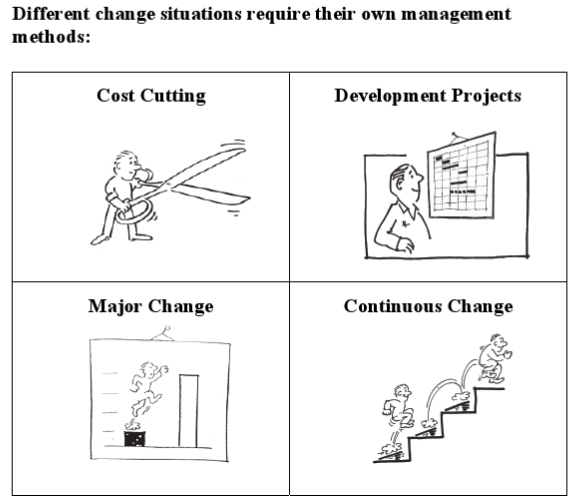 Different change situations require their own management
methods:
Cost Cutting
Development Projects
Major Change
Continuous Change